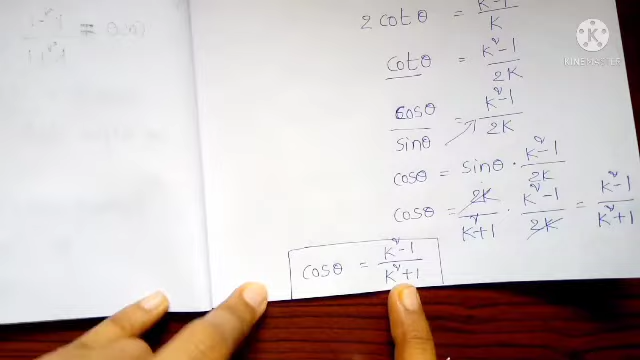 2 cotθ = K²-1 / K
cotθ = K²-1 / 2K
cosθ / sinθ = K²-1 / 2K
cosθ = sinθ · K²-1 / 2K
cosθ = 2K / K²+1 · K²-1 / 2K = K²-1 / K²+1
cosθ = K²-1 / K²+1
KINEMASTER